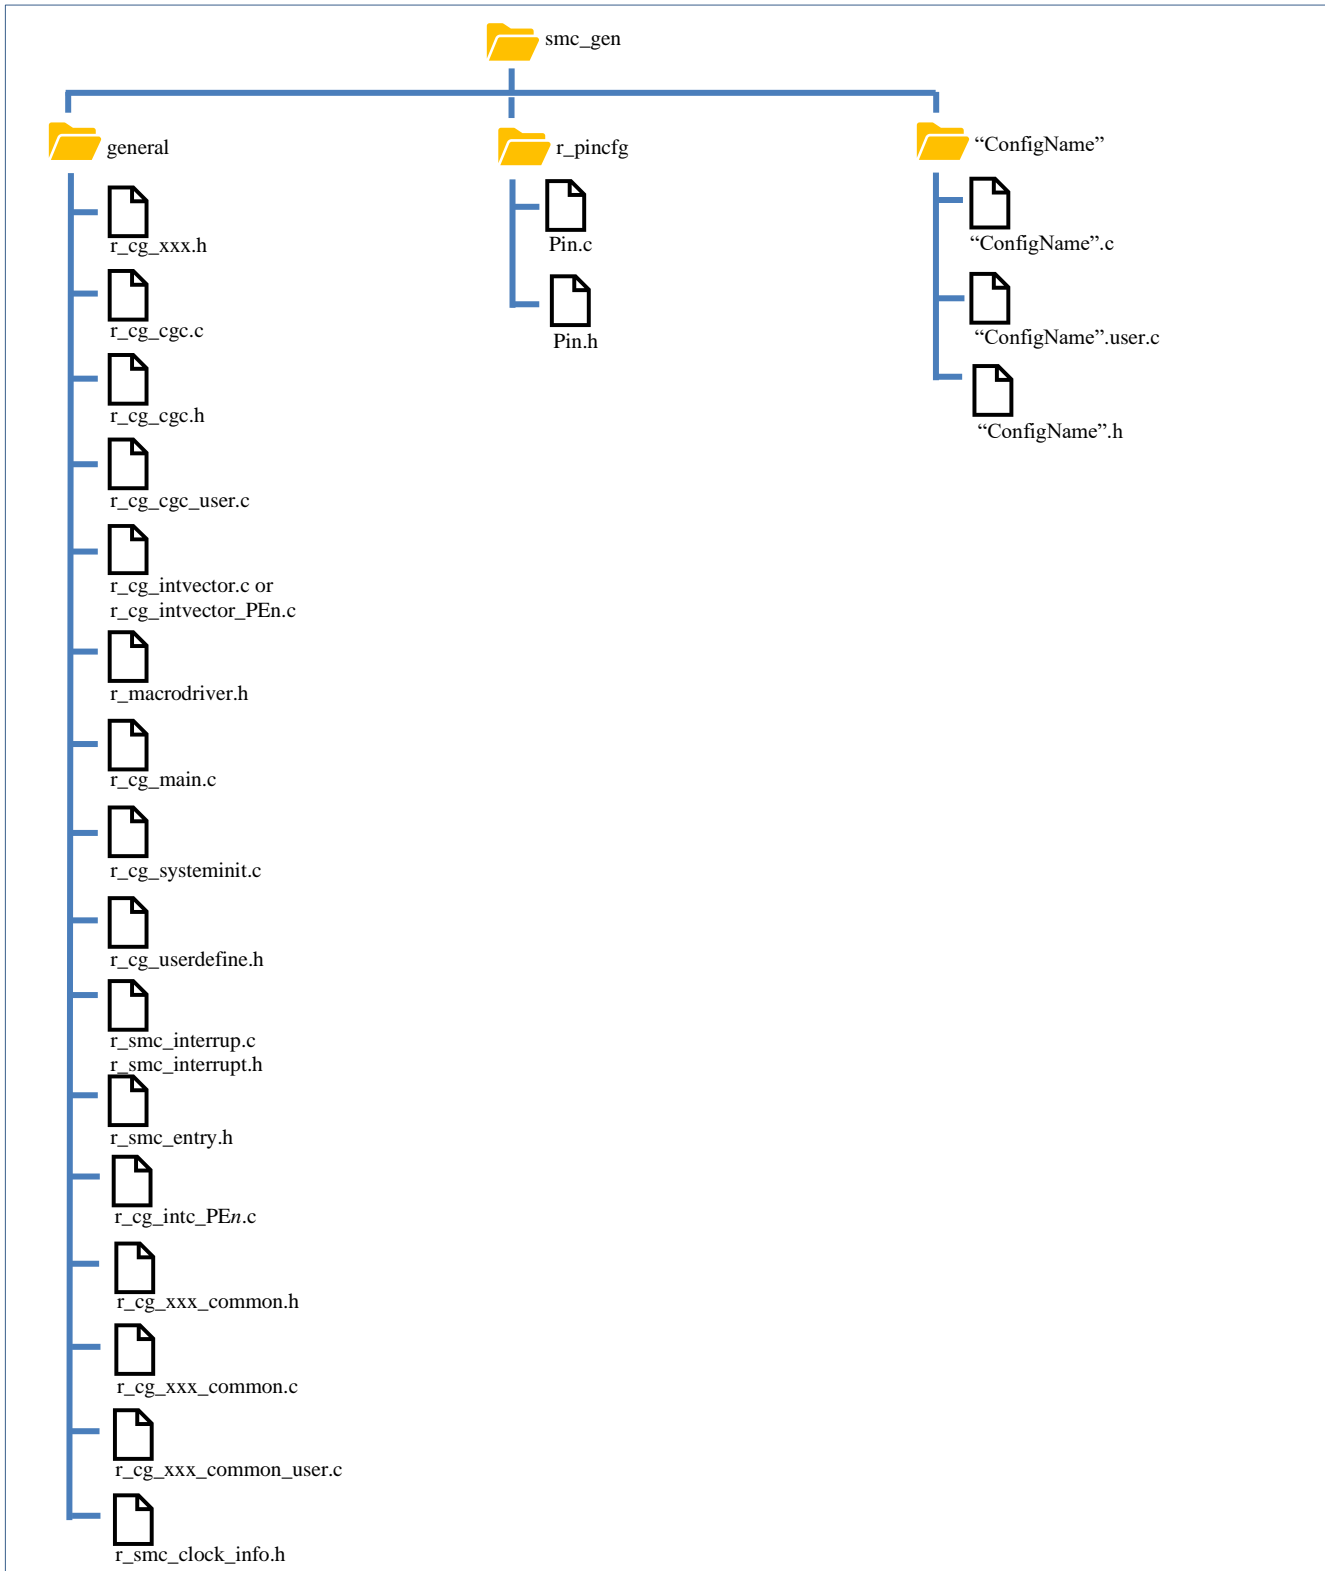 smc_gen
general
r_cg_xxx.h
r_cg_cgc.c
r_cg_cgc.h
r_cg_cgc_user.c
r_cg_intvector.c or
r_cg_intvector_PEn.c
r_macrodriver.h
r_cg_main.c
r_cg_systeminit.c
r_cg_userdefine.h
r_smc_interrup.c
r_smc_interrupt.h
r_smc_entry.h
r_cg_intc_PEn.c
r_cg_xxx_common.h
r_cg_xxx_common.c
r_cg_xxx_common_user.c
r_smc_clock_info.h
r_pincfg
Pin.c
Pin.h
“ConfigName”
“ConfigName”.c
“ConfigName”.user.c
“ConfigName”.h